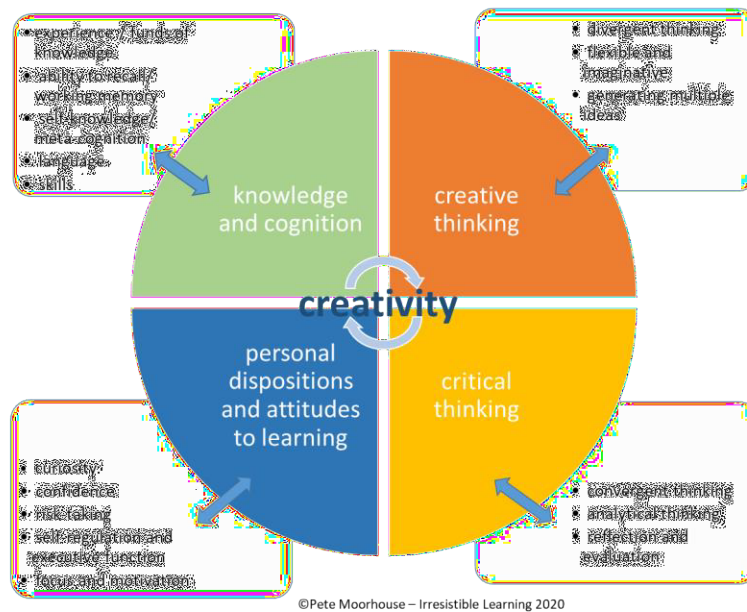 • experience / funds of
knowledge
• ability to recall/
working memory
• self-knowledge/
meta-cognition
• language
• skills
• divergent thinking
• flexible and
imaginative
• generating multiple
ideas
knowledge
and cognition
creative
thinking
creativity
personal
dispositions
and attitudes
to learning
critical
thinking
• curiosity
• confidence
• risk taking
• self-regulation and
executive function
• focus and motivation
• convergent thinking
• analytical thinking
• reflection and
evaluation
©Pete Moorhouse – Irresistible Learning 2020